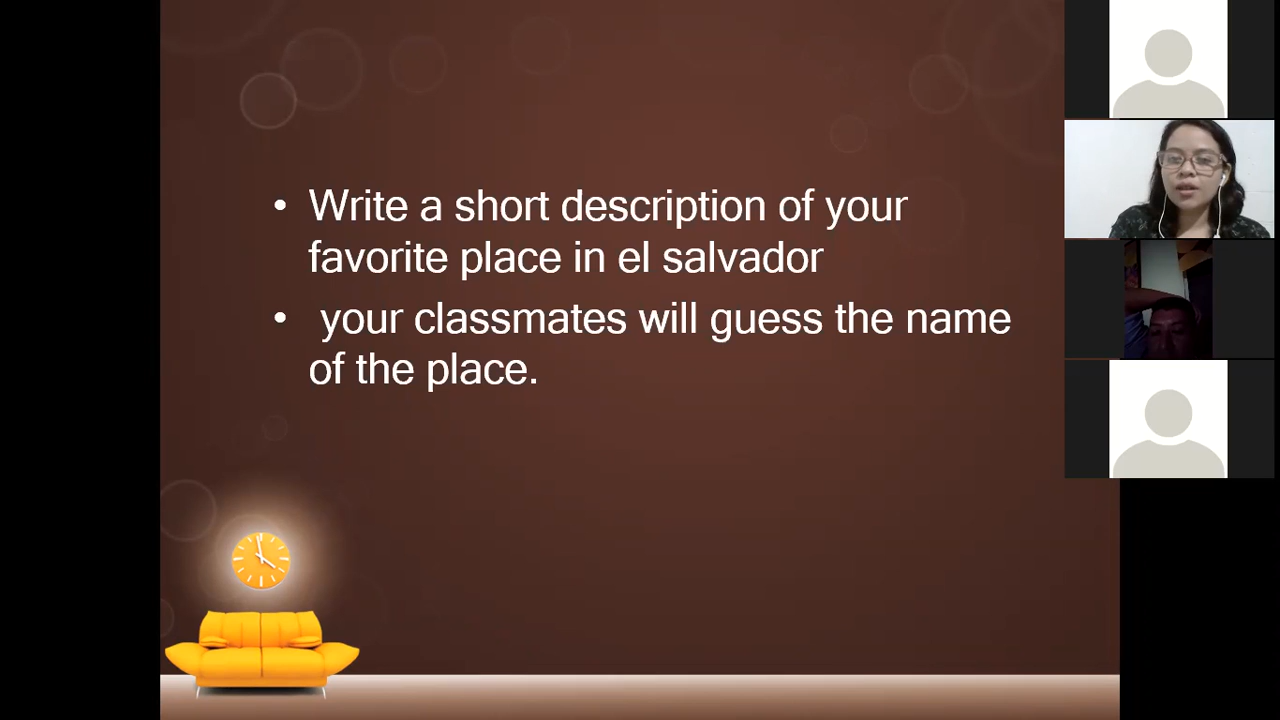 • Write a short description of your
favorite place in el salvador
• your classmates will guess the name
of the place.